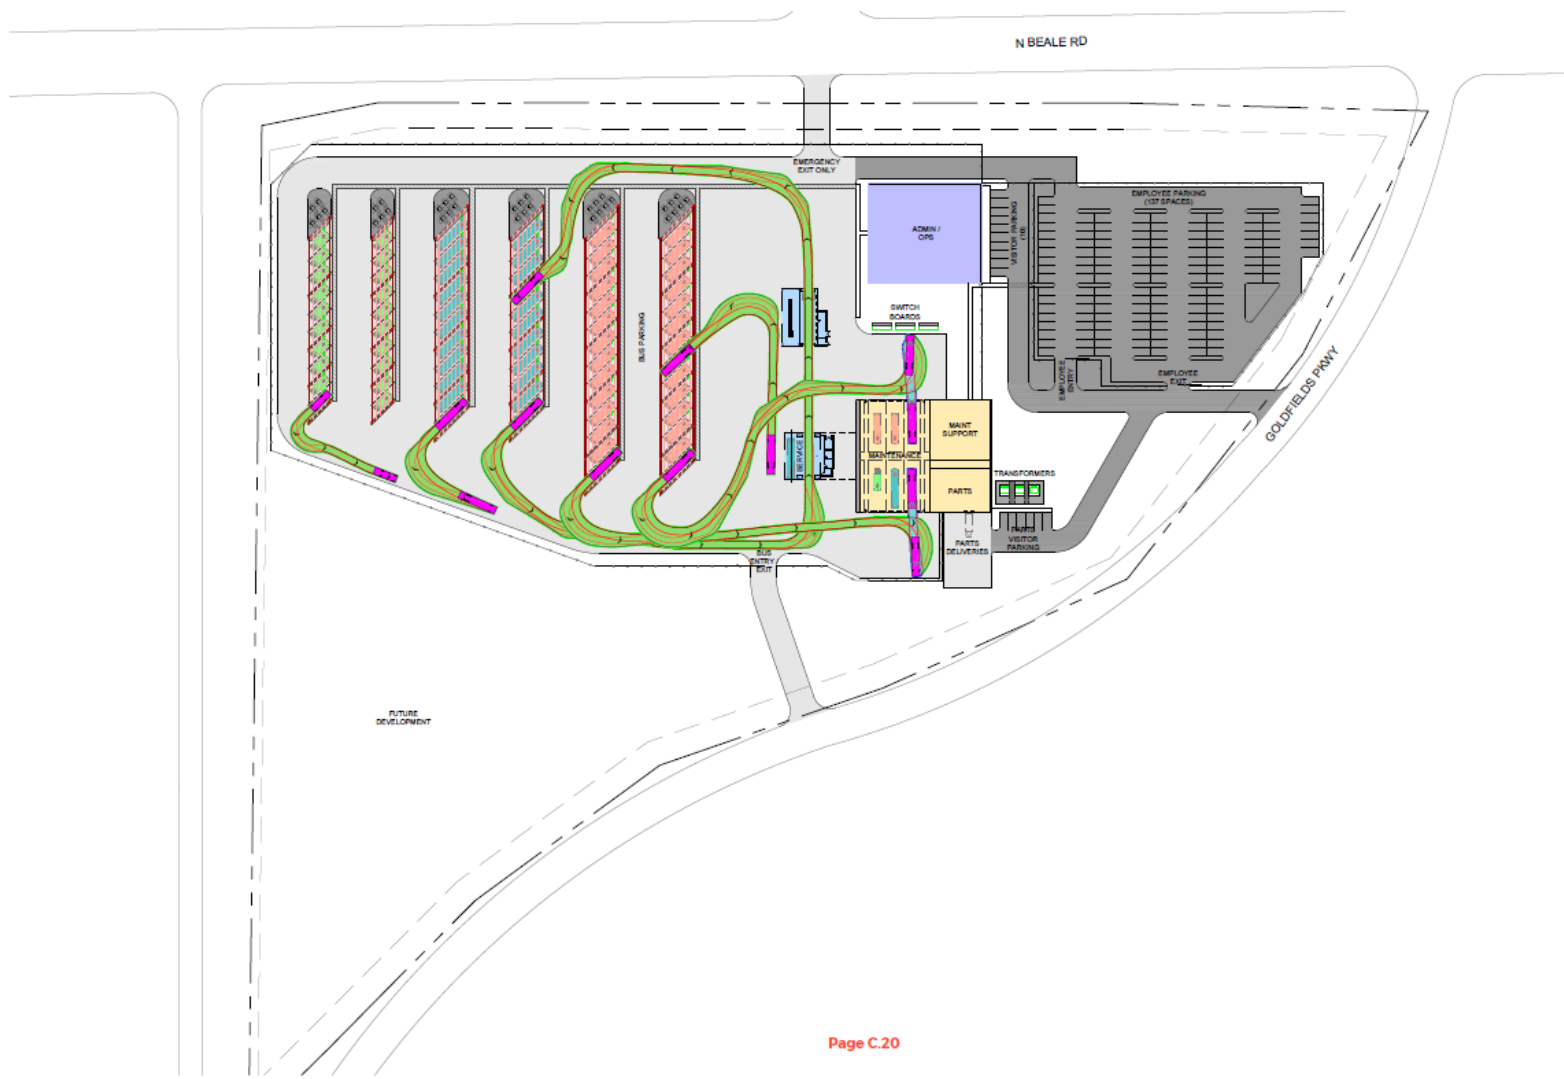 N BEALE RD
EMERGENCY
EXIT ONLY
EMPLOYEE PARKING
(137 SPACES)
VISITOR PARKING
(10)
ADMIN /
OPS
SWITCH
BOARDS
BUS PARKING
EMPLOYEE
ENTRY
EMPLOYEE
EXIT
GOLDFIELDS PKWY
MAINT
SUPPORT
SERVICE
MAINTENANCE
TRANSFORMERS
PARTS
PARTS
VISITOR
PARKING
PARTS
DELIVERIES
BUS
ENTRY
EXIT
FUTURE
DEVELOPMENT
Page C.20